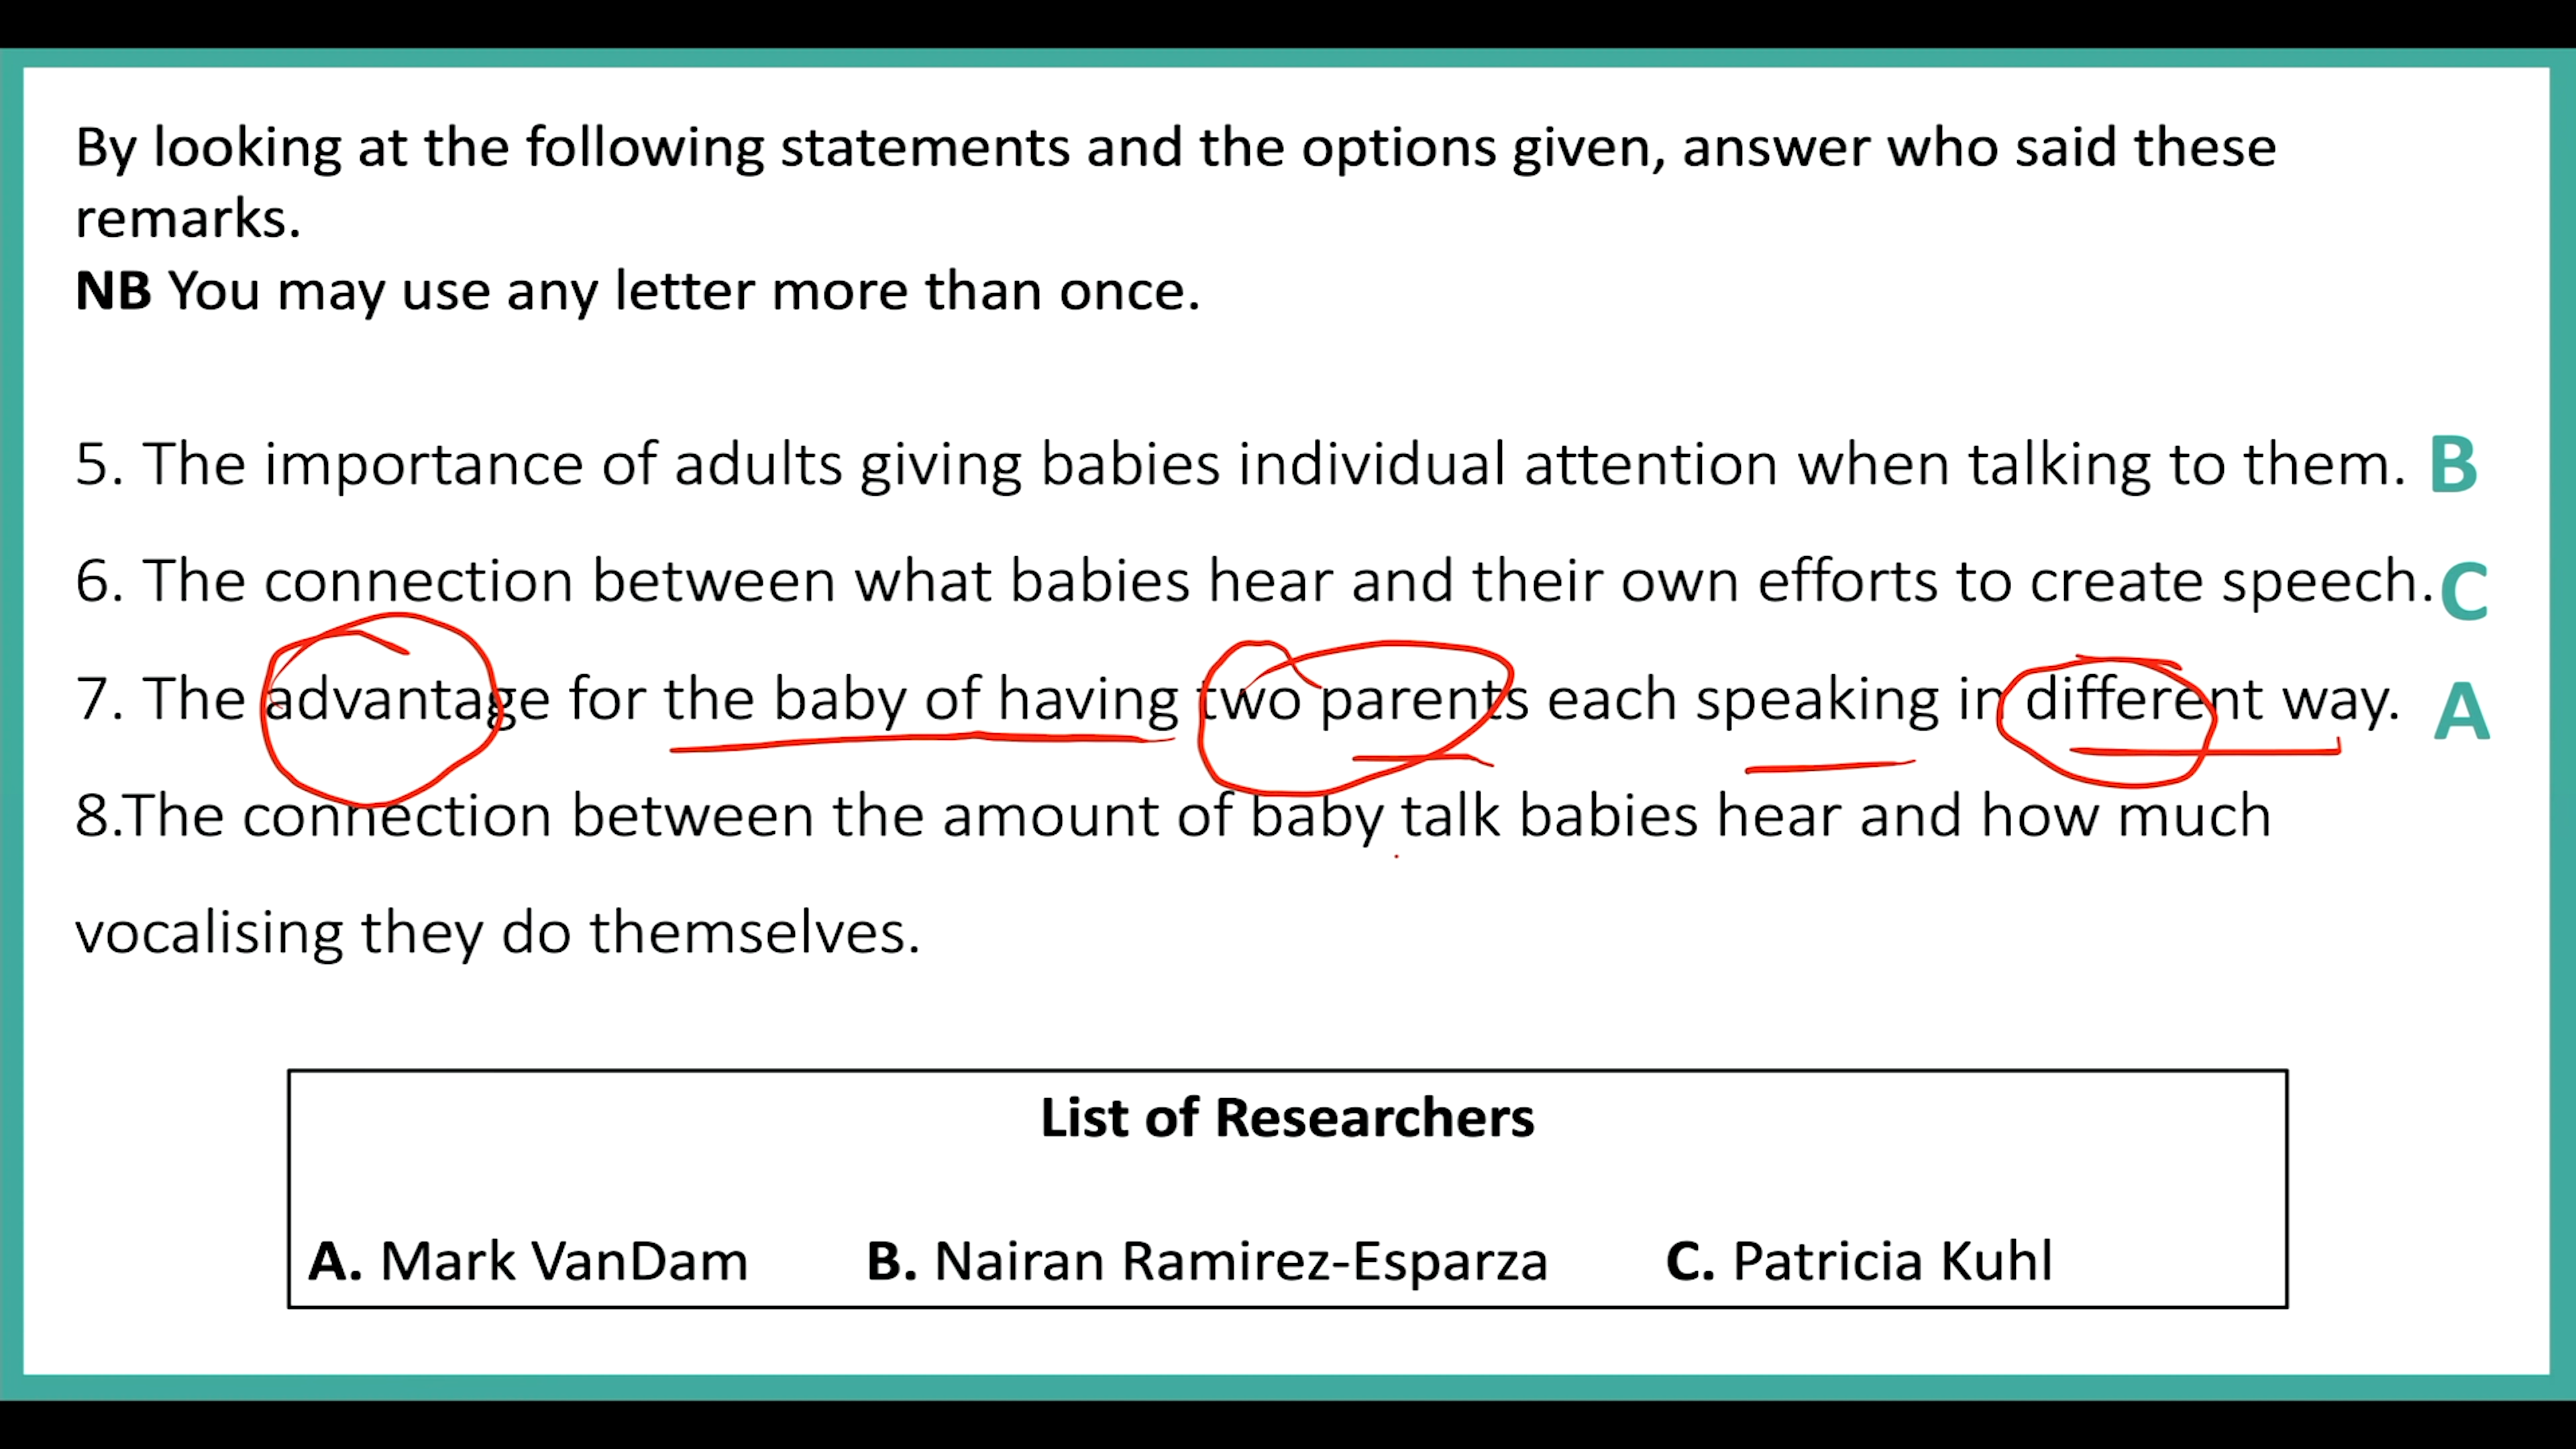 By looking at the following statements and the options given, answer who said these
remarks.
NB You may use any letter more than once.
5. The importance of adults giving babies individual attention when talking to them. B
6. The connection between what babies hear and their own efforts to create speech. C
7. The advantage for the baby of having two parents each speaking in different way. A
8.The connection between the amount of baby talk babies hear and how much
vocalising they do themselves.
List of Researchers
A. Mark VanDam B. Nairan Ramirez-Esparza C. Patricia Kuhl